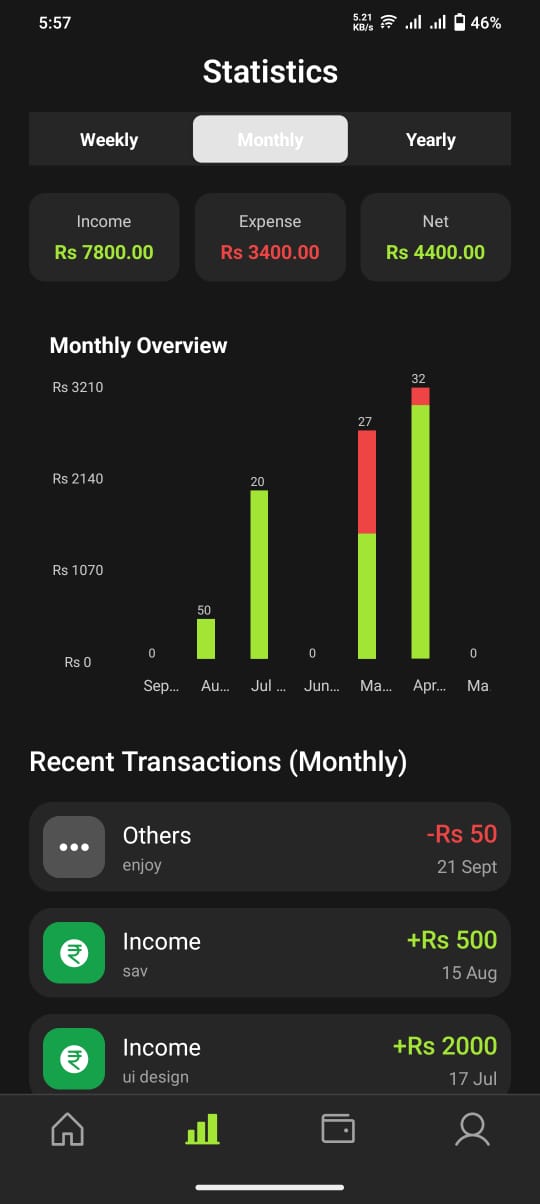 5:57
5.21
KB/s
46%
Statistics
Weekly Monthly Yearly
Income Expense Net
Rs 7800.00 Rs 3400.00 Rs 4400.00
Monthly Overview
32
Rs 3210
27
Rs 2140
20
Rs 1070
50
0 0 0
Rs 0
Sep... Au... Jul ... Jun... Ma... Apr... Ma
Recent Transactions (Monthly)
Others -Rs 50
enjoy 21 Sept
Income +Rs 500
sav 15 Aug
Income +Rs 2000
ui design 17 Jul